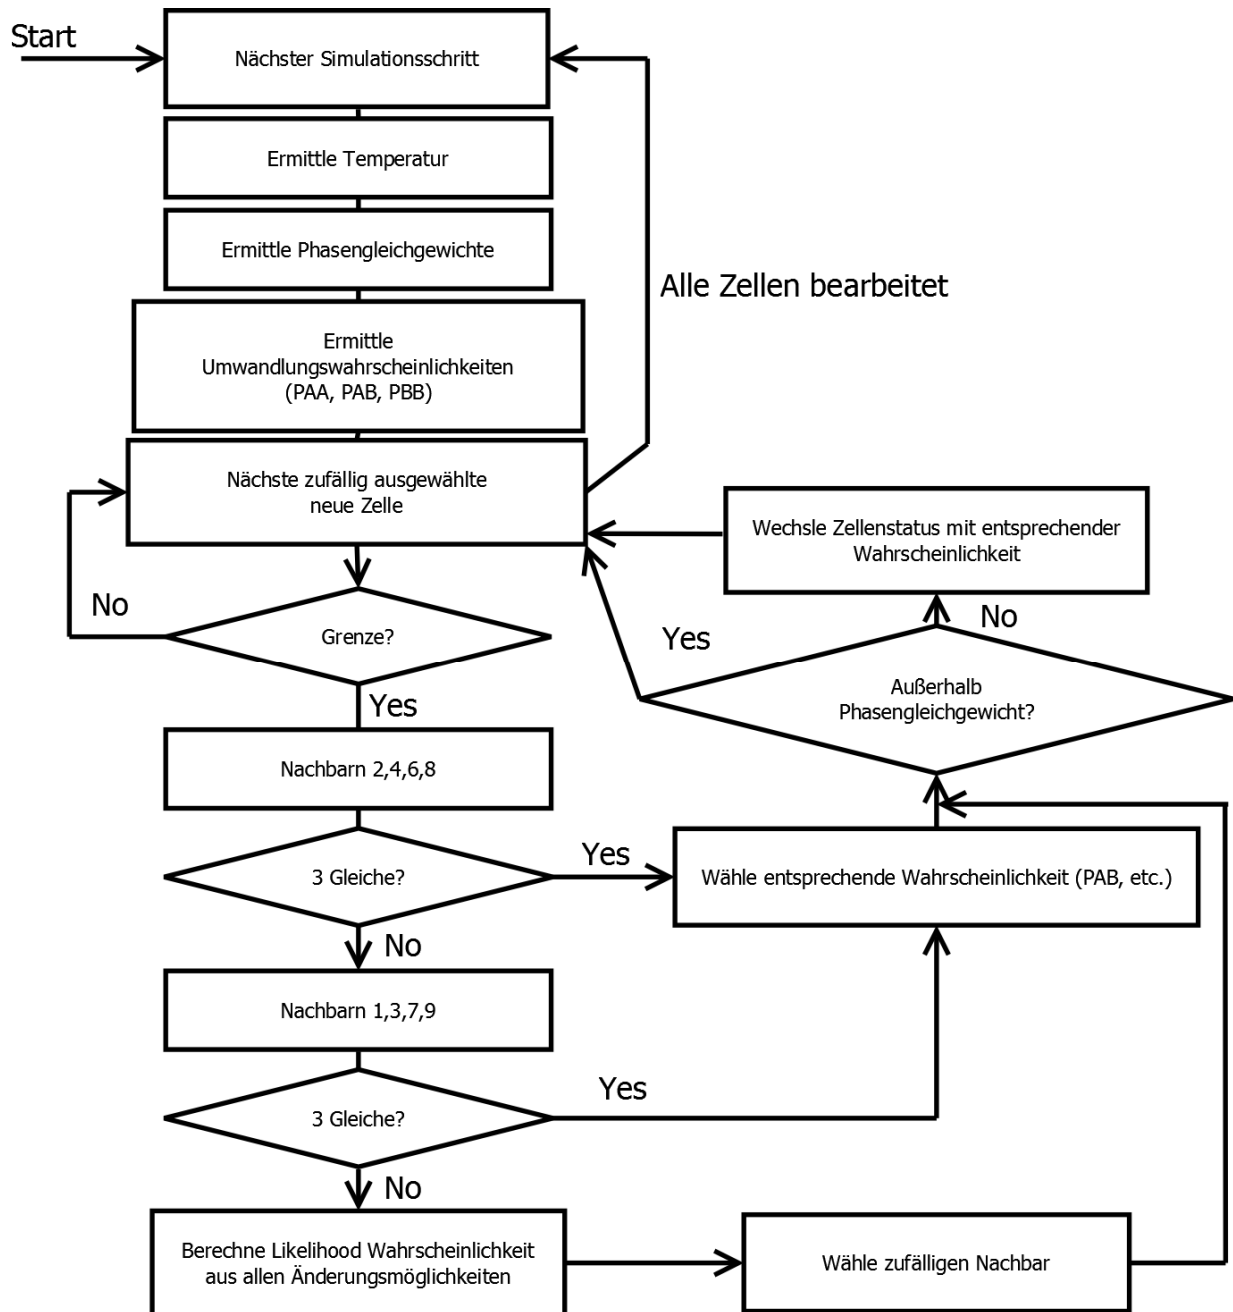 Start
Nächster Simulationsschritt
Ermittle Temperatur
Ermittle Phasengleichgewichte
Alle Zellen bearbeitet
Ermittle
Umwandlungswahrscheinlichkeiten
(PAA, PAB, PBB)
Nächste zufällig ausgewählte
neue Zelle
Wechsle Zellenstatus mit entsprechender
Wahrscheinlichkeit
No
Grenze?
Yes
No
Außerhalb
Phasengleichgewicht?
Yes
Nachbarn 2,4,6,8
3 Gleiche?
Yes
Wähle entsprechende Wahrscheinlichkeit (PAB, etc.)
No
Nachbarn 1,3,7,9
3 Gleiche?
Yes
No
Berechne Likelihood Wahrscheinlichkeit
aus allen Änderungsmöglichkeiten
Wähle zufälligen Nachbar